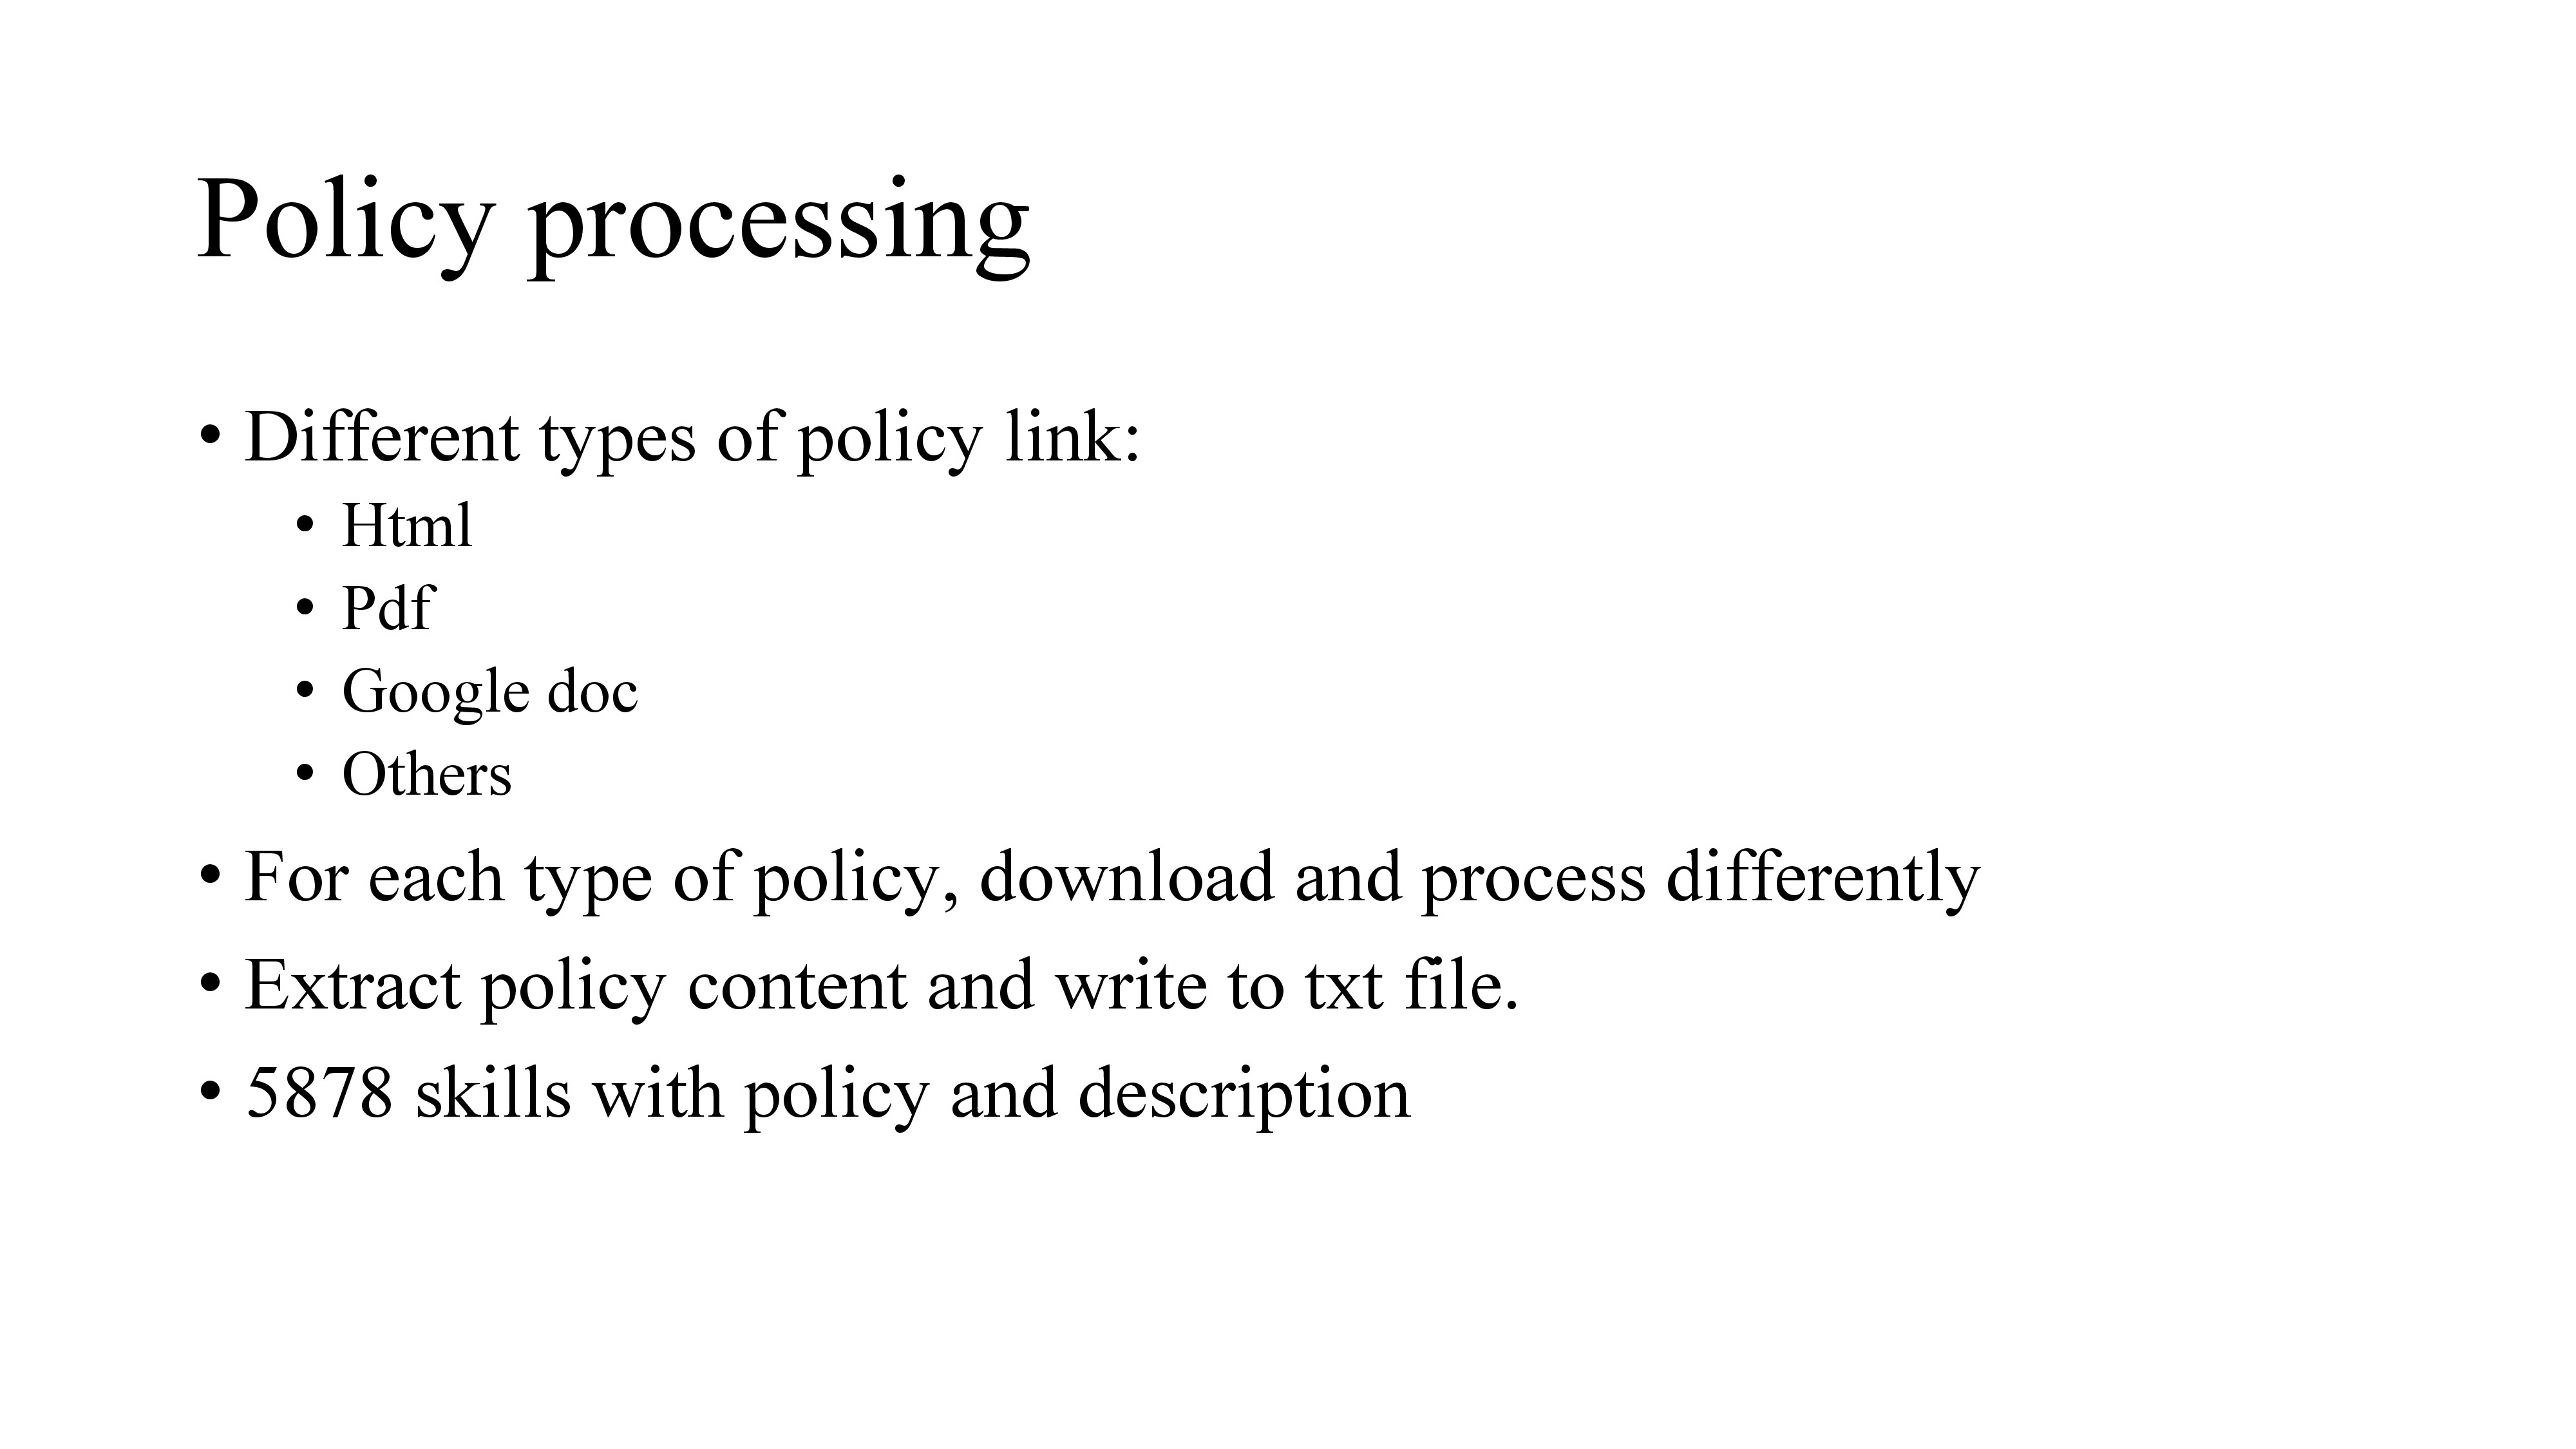 Policy processing
• Different types of policy link:
• Html
• Pdf
• Google doc
• Others
• For each type of policy, download and process differently
• Extract policy content and write to txt file.
• 5878 skills with policy and description